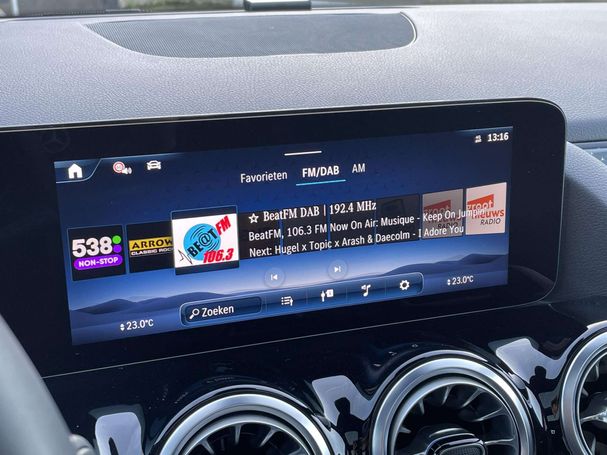 13:16
Favorieten FM/DAB AM
538
NON-STOP
ARROW
CLASSIC ROCK
BE@T FM
106.3
☆ BeatFM DAB | 192.4 MHz
BeatFM, 106.3 FM Now On Air: Musique - Keep On Jumpin'
Next: Hugel x Topic x Arash & Daecolm - I Adore You
groot
nieuws
RADIO
Zoeken
23.0°C
23.0°C